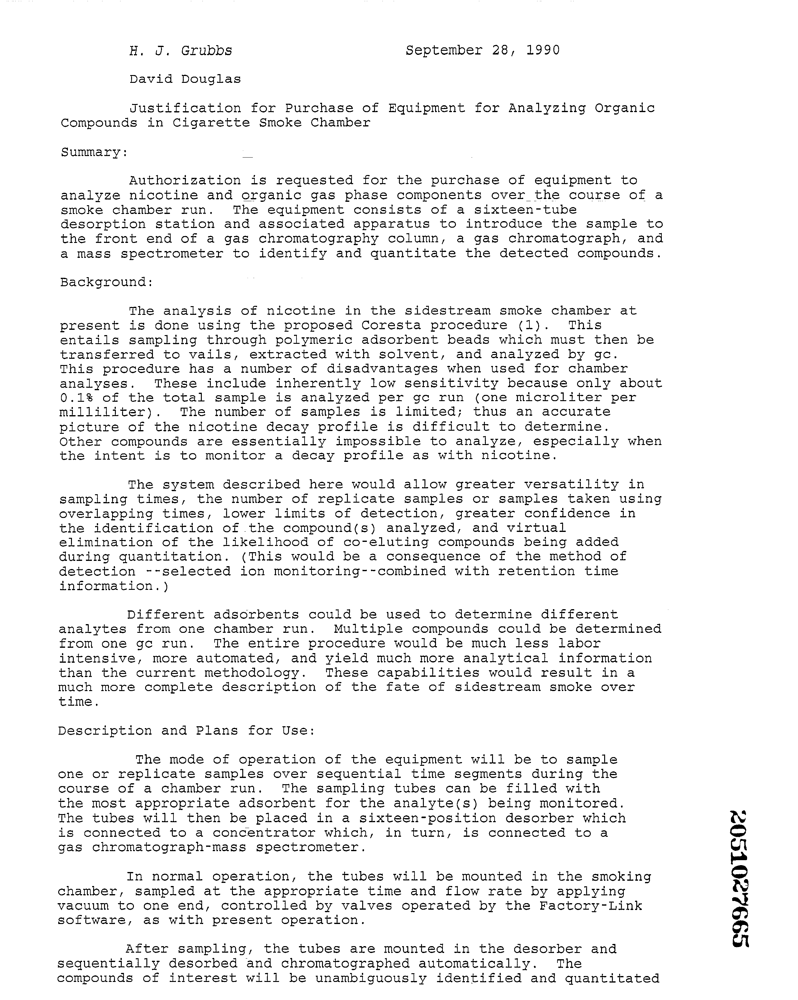 H. J. Grubbs September 28, 1990
David Douglas
Justification for Purchase of Equipment for Analyzing Organic
Compounds in Cigarette Smoke Chamber
Summary:
Authorization is requested for the purchase of equipment to
analyze nicotine and organic gas phase components over the course of a
smoke chamber run. The equipment consists of a sixteen-tube
desorption station and associated apparatus to introduce the sample to
the front end of a gas chromatography column, a gas chromatograph, and
a mass spectrometer to identify and quantitate the detected compounds.
Background:
The analysis of nicotine in the sidestream smoke chamber at
present is done using the proposed Coresta procedure (1). This
entails sampling through polymeric adsorbent beads which must then be
transferred to vails, extracted with solvent, and analyzed by gc.
This procedure has a number of disadvantages when used for chamber
analyses. These include inherently low sensitivity because only about
0.1% of the total sample is analyzed per gc run (one microliter per
milliliter). The number of samples is limited; thus an accurate
picture of the nicotine decay profile is difficult to determine.
Other compounds are essentially impossible to analyze, especially when
the intent is to monitor a decay profile as with nicotine.
The system described here would allow greater versatility in
sampling times, the number of replicate samples or samples taken using
overlapping times, lower limits of detection, greater confidence in
the identification of the compound(s) analyzed, and virtual
elimination of the likelihood of co-eluting compounds being added
during quantitation. (This would be a consequence of the method of
detection --selected ion monitoring--combined with retention time
information.)
Different adsorbents could be used to determine different
analytes from one chamber run. Multiple compounds could be determined
from one gc run. The entire procedure would be much less labor
intensive, more automated, and yield much more analytical information
than the current methodology. These capabilities would result in a
much more complete description of the fate of sidestream smoke over
time.
Description and Plans for Use:
The mode of operation of the equipment will be to sample
one or replicate samples over sequential time segments during the
course of a chamber run. The sampling tubes can be filled with
the most appropriate adsorbent for the analyte(s) being monitored.
The tubes will then be placed in a sixteen-position desorber which
is connected to a concentrator which, in turn, is connected to a
gas chromatograph-mass spectrometer.
In normal operation, the tubes will be mounted in the smoking
chamber, sampled at the appropriate time and flow rate by applying
vacuum to one end, controlled by valves operated by the Factory-Link
software, as with present operation.
After sampling, the tubes are mounted in the desorber and
sequentially desorbed and chromatographed automatically. The
compounds of interest will be unambiguously identified and quantitated
2051027665